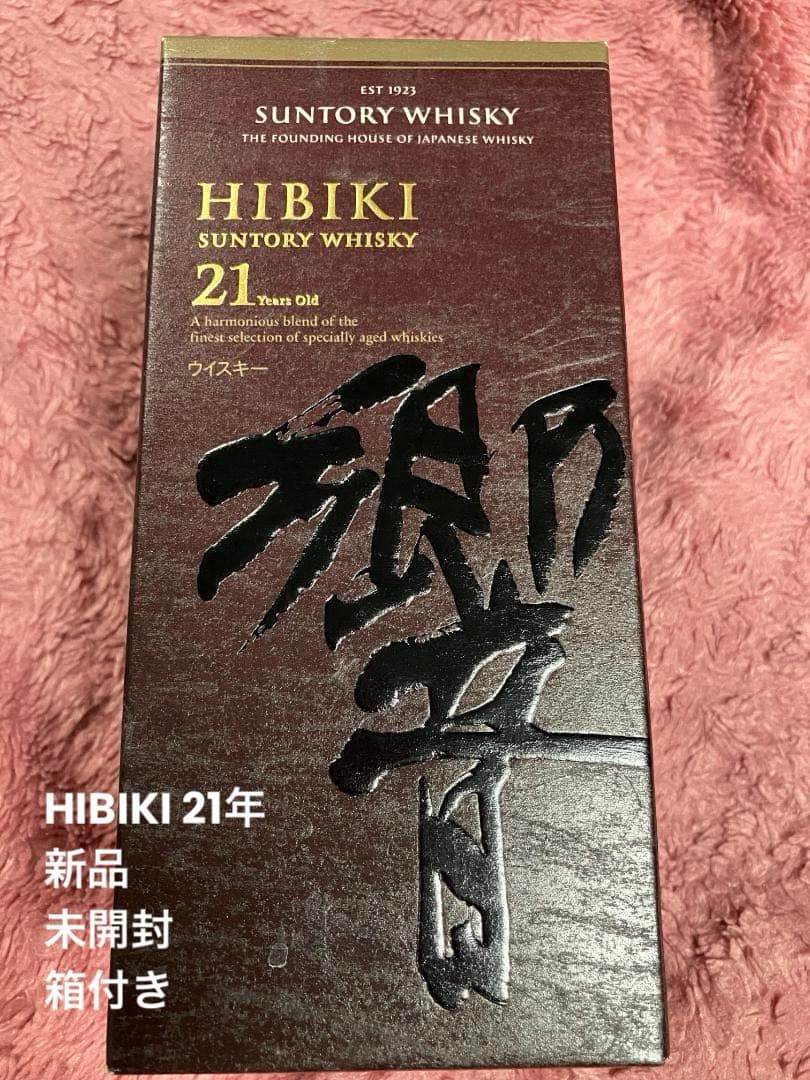 EST 1923
SUNTORY WHISKY
THE FOUNDING HOUSE OF JAPANESE WHISKY
HIBIKI
SUNTORY WHISKY
21 Years Old
A harmonious blend of the
finest selection of specially aged whiskies
ウイスキー
響
HIBIKI 21年
新品
未開封
箱付き